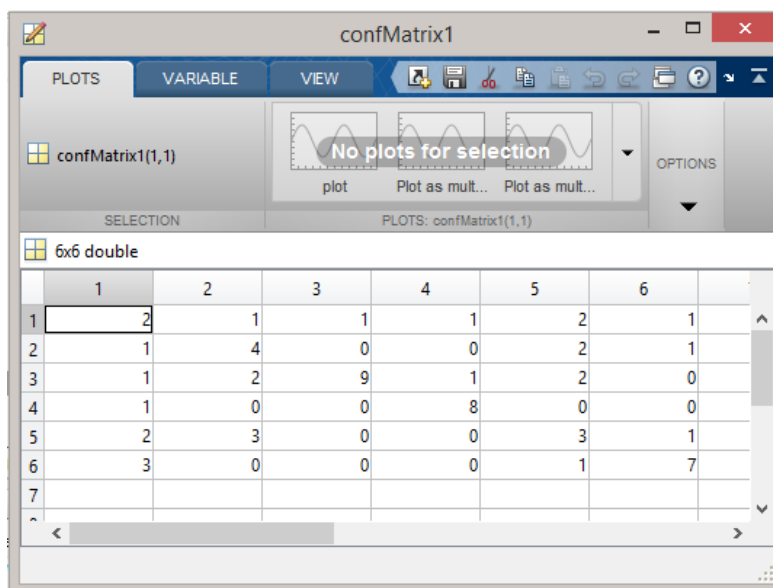 confMatrix1
PLOTS VARIABLE VIEW
confMatrix1(1,1)
No plots for selection
plot Plot as mult... Plot as mult...
OPTIONS
SELECTION PLOTS: confMatrix1(1,1)
6x6 double
1 2 3 4 5 6
1 2 1 1 1 2 1
2 1 4 0 0 2 1
3 1 2 9 1 2 0
4 1 0 0 8 0 0
5 2 3 0 0 3 1
6 3 0 0 0 1 7
7